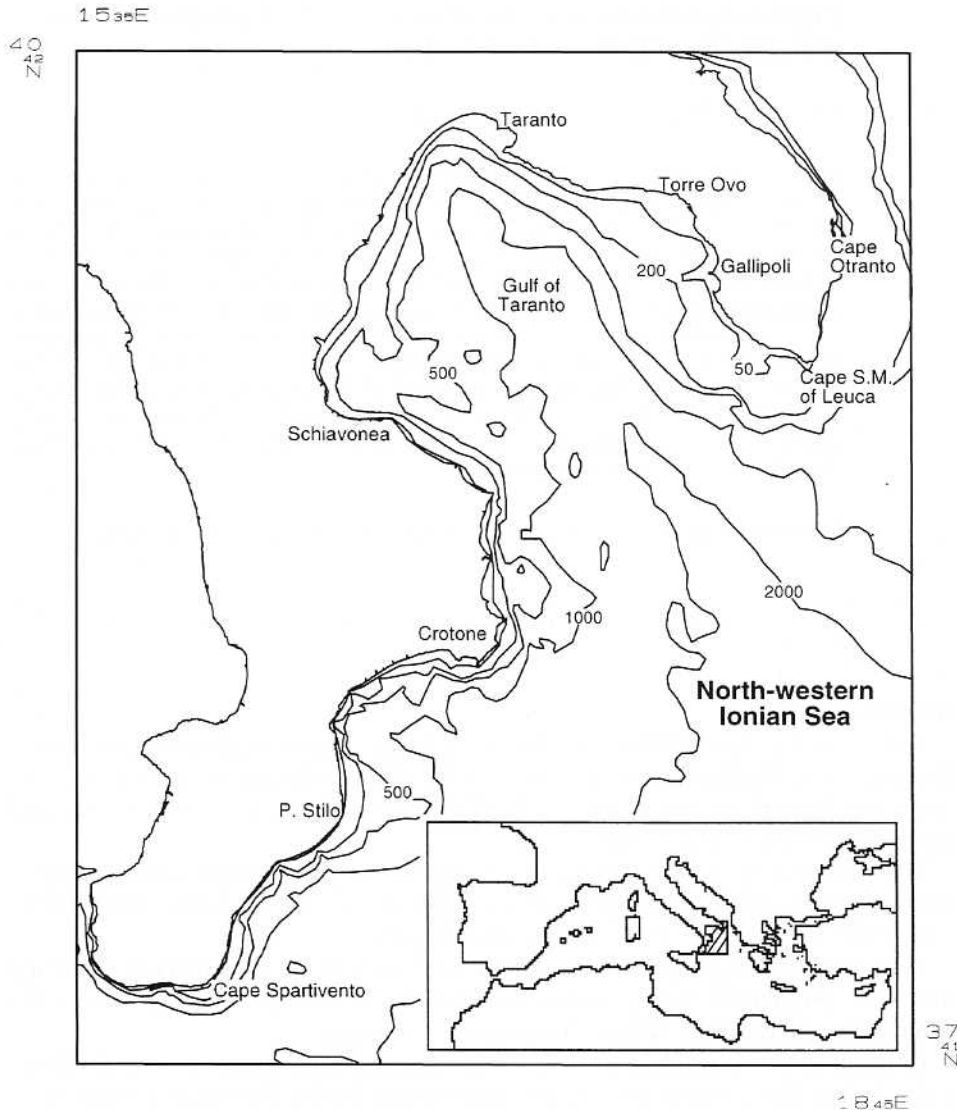 15 35E
40
42
N
Taranto
Torre Ovo
Cape
Otranto
200
Gallipoli
Gulf of
Taranto
500
50
Cape S.M.
of Leuca
Schiavonea
2000
1000
Crotone
North-western
Ionian Sea
500
P. Stilo
Cape Spartivento
37
41
N
18 45E